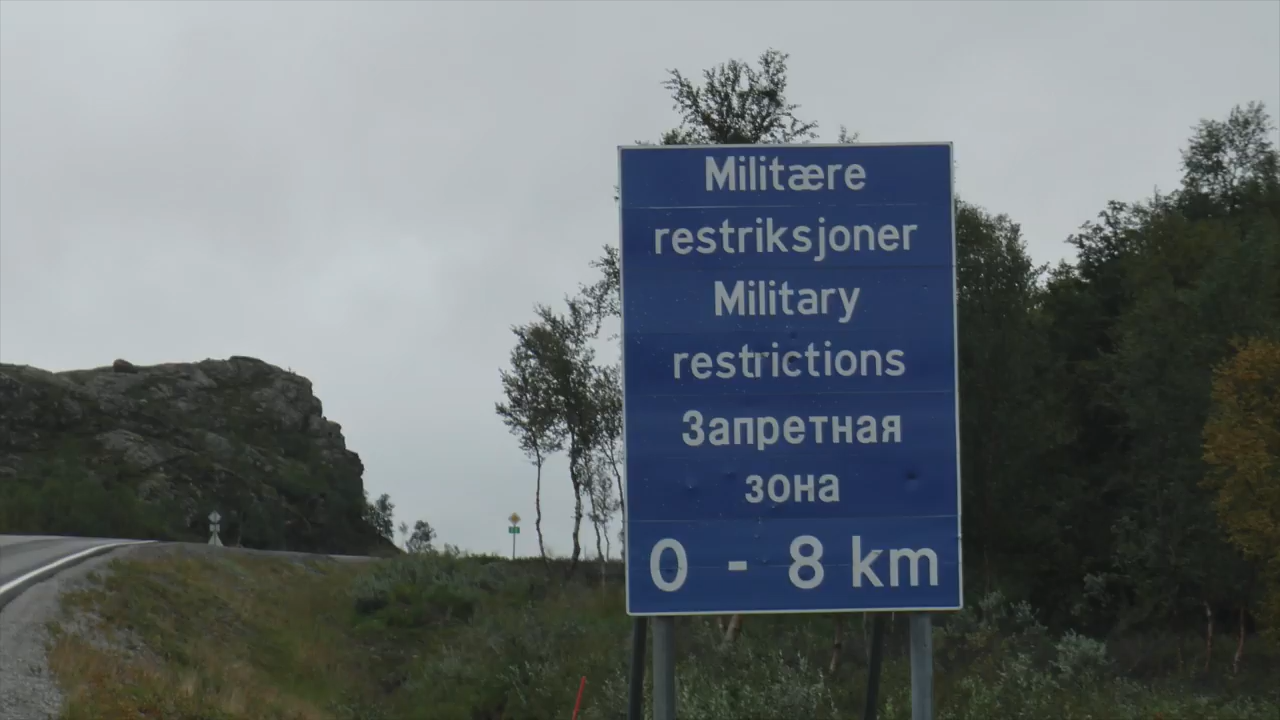 Militære
restriksjoner
Military
restrictions
Запретная
зона
0 - 8 km